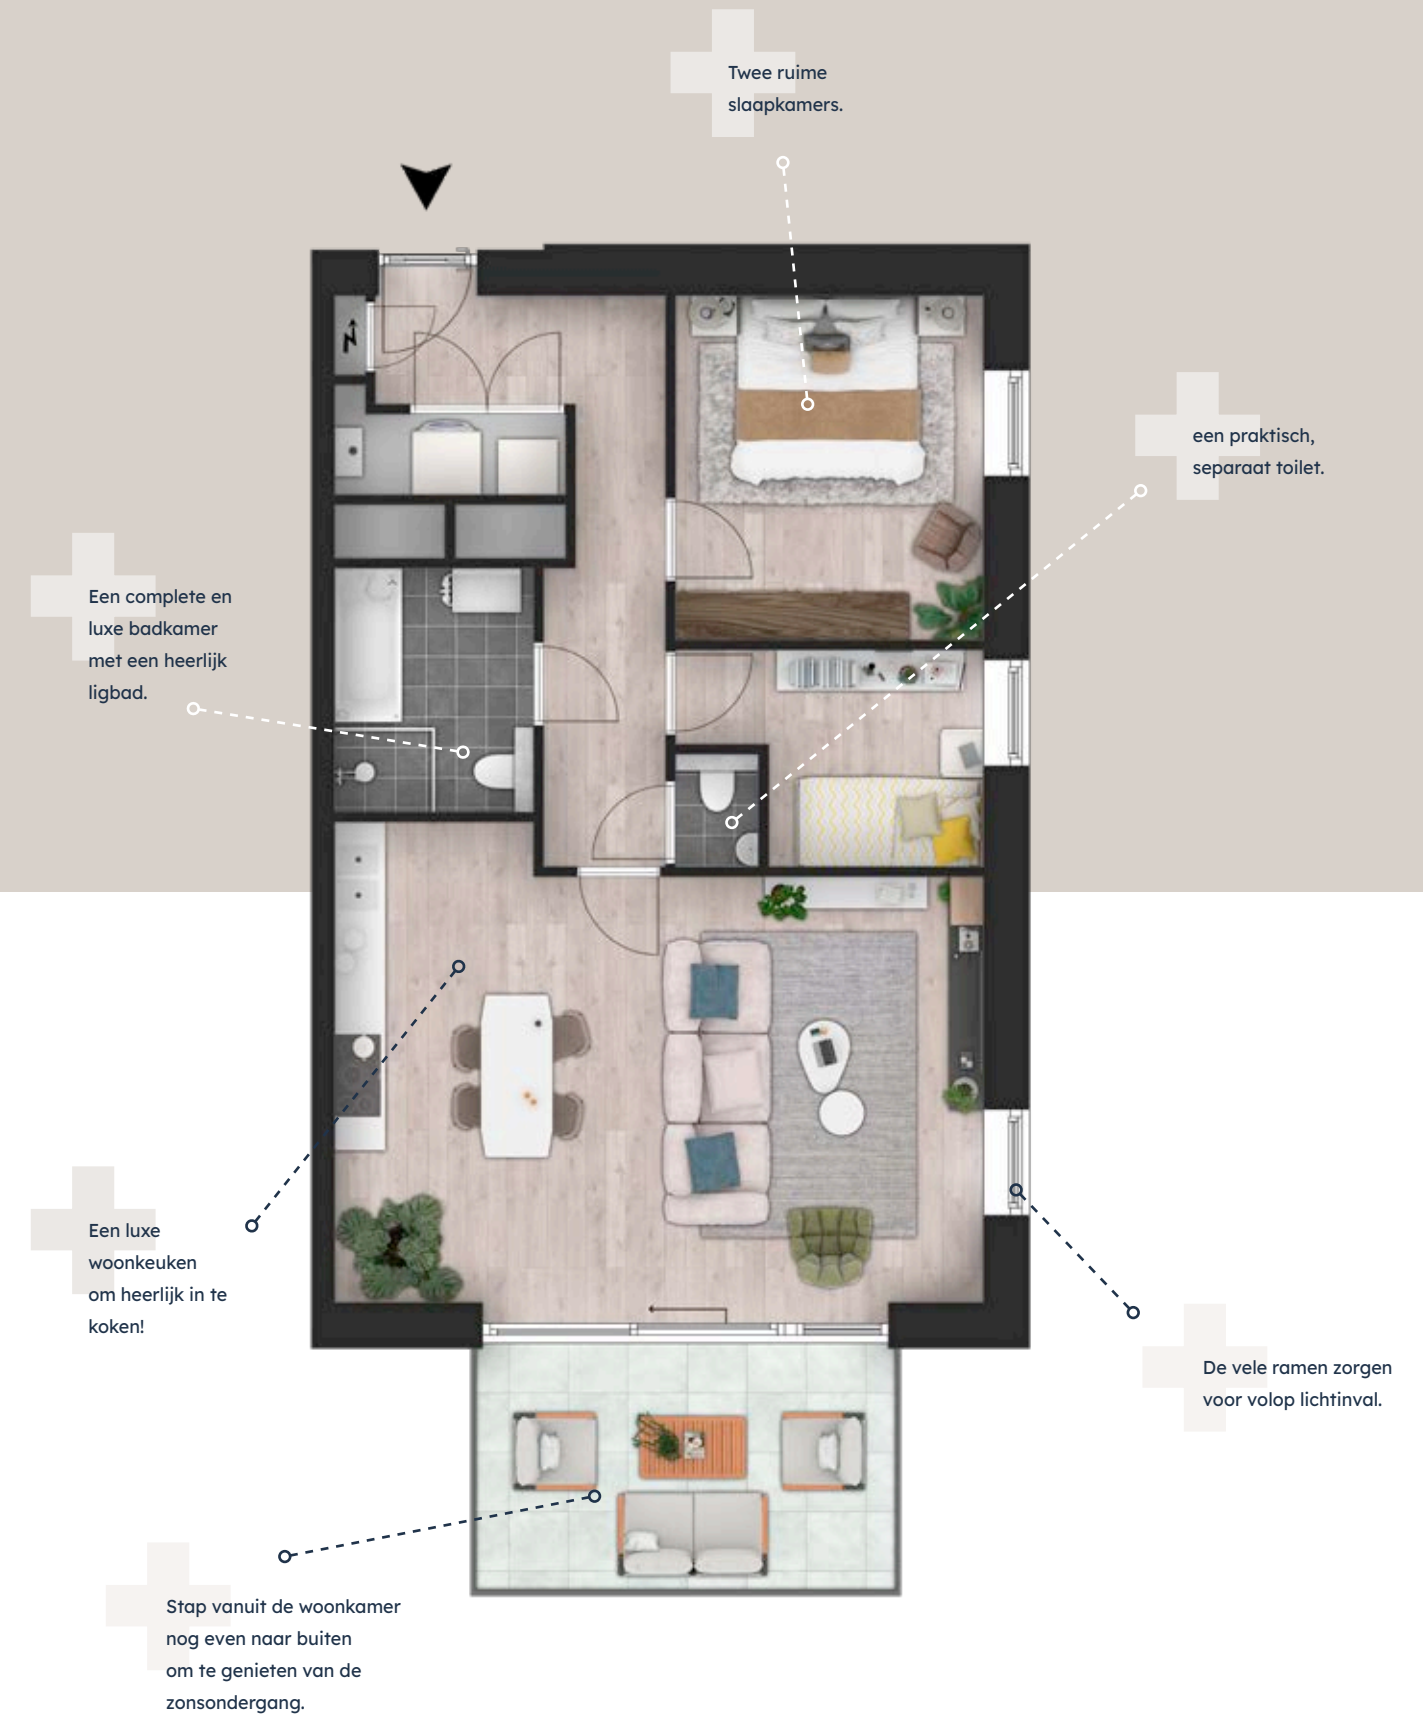 Twee ruime
slaapkamers.
een praktisch,
separaat toilet.
Een complete en
luxe badkamer
met een heerlijk
ligbad.
Een luxe
woonkeuken
om heerlijk in te
koken!
De vele ramen zorgen
voor volop lichtinval.
Stap vanuit de woonkamer
nog even naar buiten
om te genieten van de
zonsondergang.